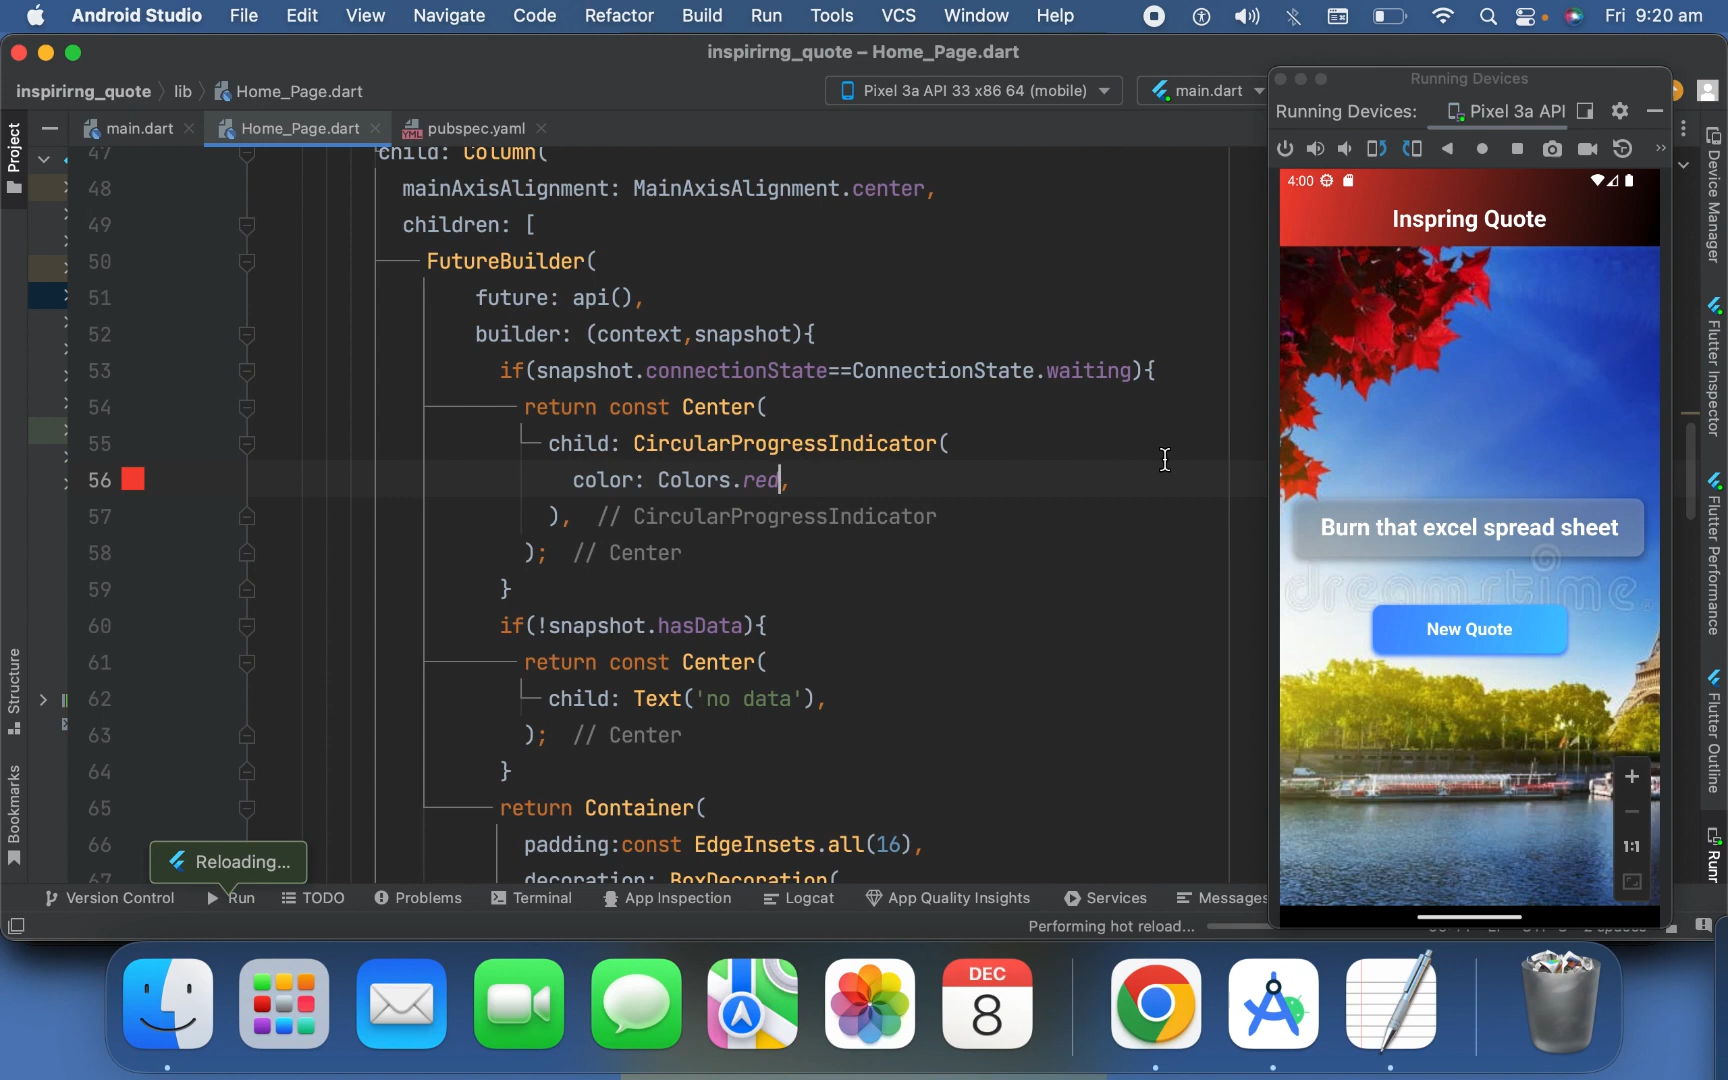 Android Studio File Edit View Navigate Code Refactor Build Run Tools VCS Window Help Fri 9:20 am
inspirirng_quote – Home_Page.dart
inspirirng_quote lib Home_Page.dart Pixel 3a API 33 x86 64 (mobile) main.dart
main.dart Home_Page.dart pubspec.yaml
47 child: Column(
48 mainAxisAlignment: MainAxisAlignment.center,
49 children: [
50 FutureBuilder(
51 future: api(),
52 builder: (context,snapshot){
53 if(snapshot.connectionState==ConnectionState.waiting){
54 return const Center(
55 child: CircularProgressIndicator(
56 color: Colors.red,
57 ), // CircularProgressIndicator
58 ); // Center
59 }
60 if(!snapshot.hasData){
61 return const Center(
62 child: Text('no data'),
63 ); // Center
64 }
65 return Container(
66 padding:const EdgeInsets.all(16),
67 decoration: BoxDecoration(
Reloading...
Version Control Run TODO Problems Terminal App Inspection Logcat App Quality Insights Services Messages
Performing hot reload...
Project
Structure
Bookmarks
Running Devices
Running Devices: Pixel 3a API
4:00
Inspring Quote
Burn that excel spread sheet
dreamstime
New Quote
1:1
Device Manager
Flutter Inspector
Flutter Performance
Flutter Outline
DEC
8